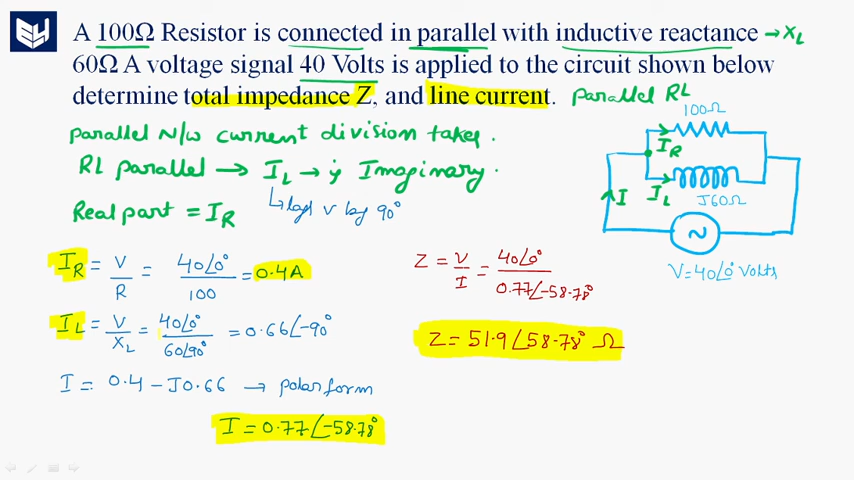 A 100Ω Resistor is connected in parallel with inductive reactance → XL
60Ω A voltage signal 40 Volts is applied to the circuit shown below
determine total impedance Z, and line current. parallel RL
100Ω
parallel N/w current division takes.
IR
RL parallel → IL → is Imaginary.
IL
I
J60Ω
Real part = IR
lags V by 90°
V = 40∠0° Volts
IR = V/R = 40∠0°/100 = 0.4A
IL = V/XL = 40∠0°/60∠90° = 0.66∠-90°
I = 0.4 - J0.66 → polar form
I = 0.77∠-58.78°
Z = V/I = 40∠0°/0.77∠-58.78°
Z = 51.9∠58.78° Ω